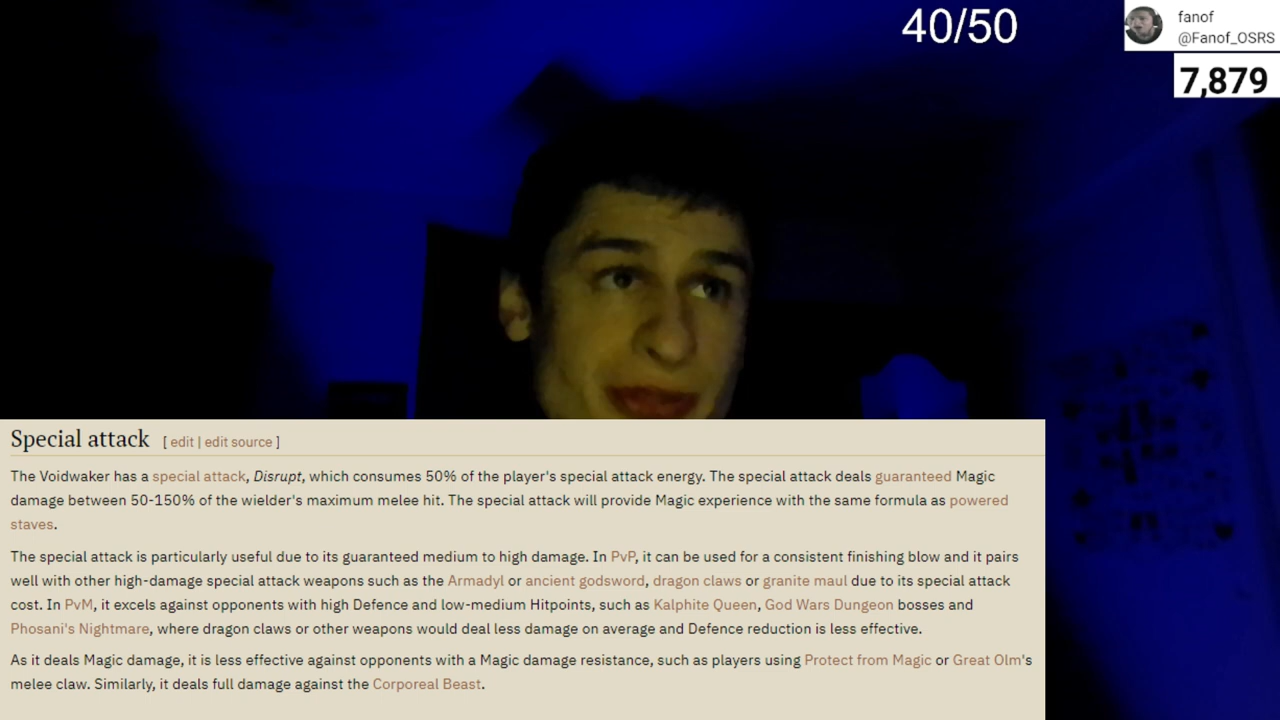 40/50
fanof
@Fanof_OSRS
7,879
Special attack [ edit | edit source ]
The Voidwaker has a special attack, Disrupt, which consumes 50% of the player's special attack energy. The special attack deals guaranteed Magic
damage between 50-150% of the wielder's maximum melee hit. The special attack will provide Magic experience with the same formula as powered
staves.
The special attack is particularly useful due to its guaranteed medium to high damage. In PvP, it can be used for a consistent finishing blow and it pairs
well with other high-damage special attack weapons such as the Armadyl or ancient godsword, dragon claws or granite maul due to its special attack
cost. In PvM, it excels against opponents with high Defence and low-medium Hitpoints, such as Kalphite Queen, God Wars Dungeon bosses and
Phosani's Nightmare, where dragon claws or other weapons would deal less damage on average and Defence reduction is less effective.
As it deals Magic damage, it is less effective against opponents with a Magic damage resistance, such as players using Protect from Magic or Great Olm's
melee claw. Similarly, it deals full damage against the Corporeal Beast.